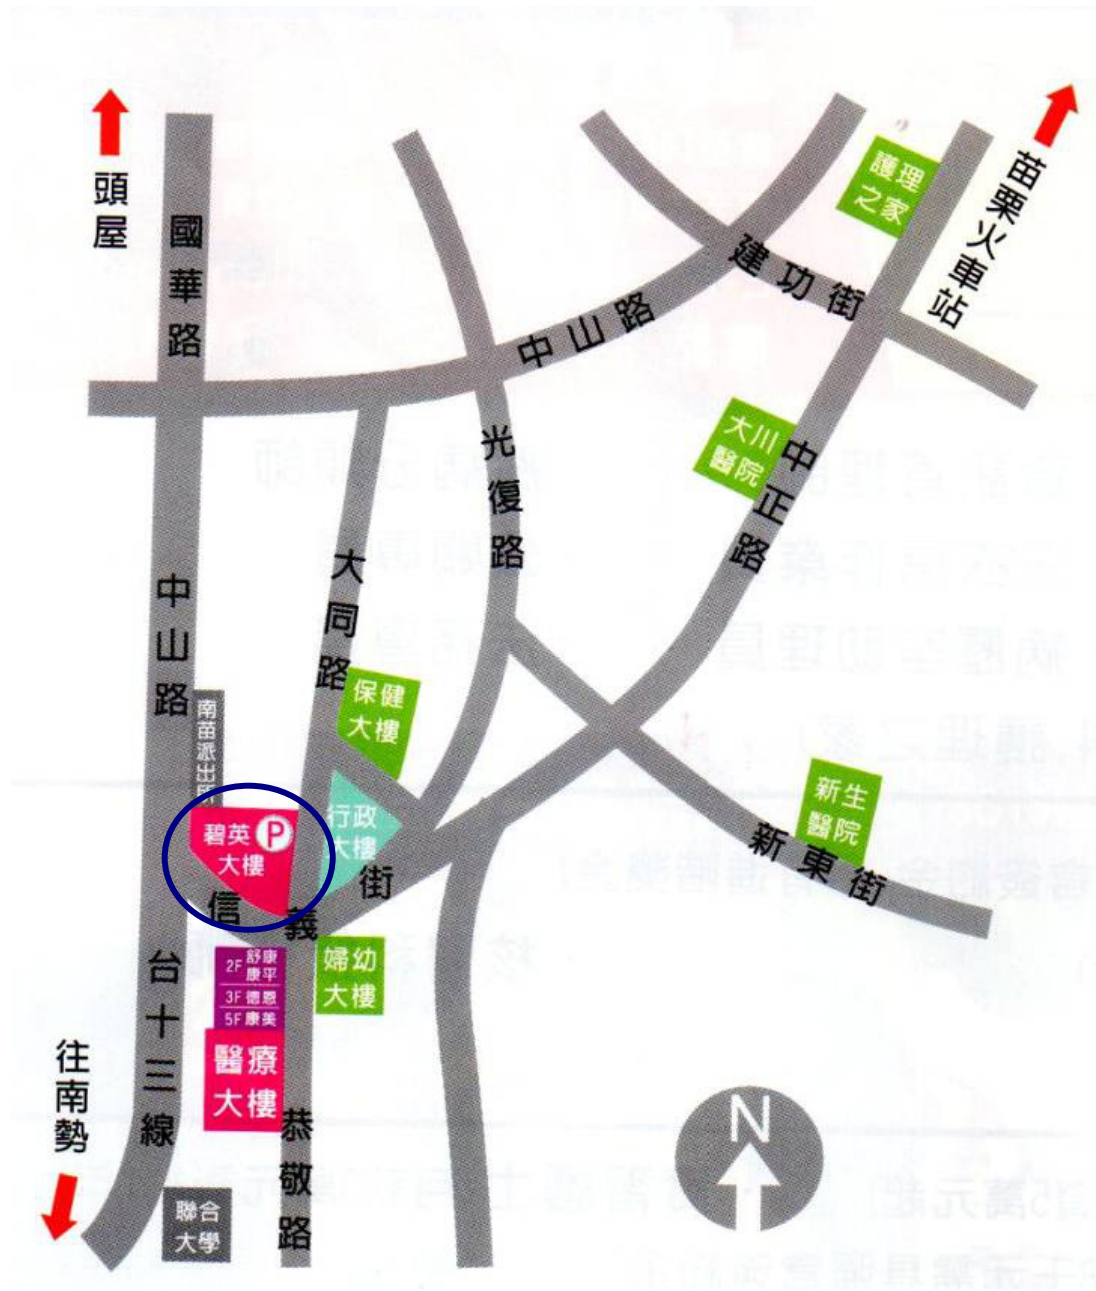 頭屋
國華路
苗栗火車站
護理
之家
建功街
中山路
大川
醫院
中正路
光復路
大同路
中山路
南苗派出所
保健
大樓
碧英 P
大樓
行政
大樓
新生
醫院
新東街
信義街
2F 舒康
康平
3F 德恩
5F 康美
婦幼
大樓
醫療
大樓
台十三線
往南勢
恭敬路
聯合
大學
N